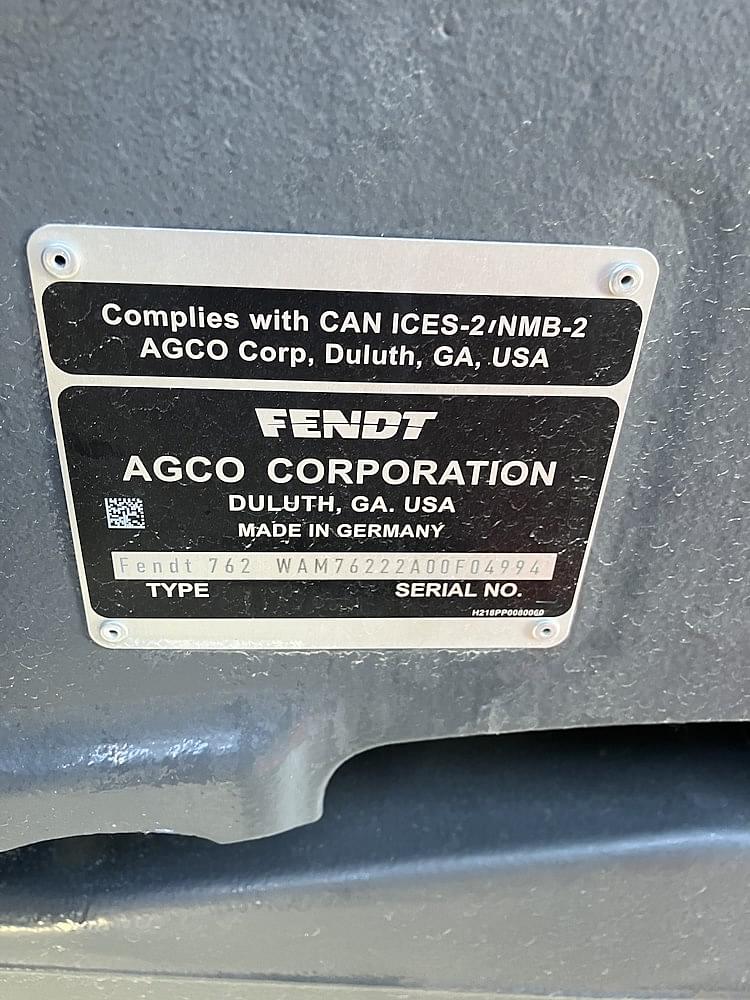 Complies with CAN ICES-2/NMB-2
AGCO Corp, Duluth, GA, USA
FENDT
AGCO CORPORATION
DULUTH, GA. USA
MADE IN GERMANY
Fendt 762 WAM76222A00F04994
TYPE SERIAL NO.